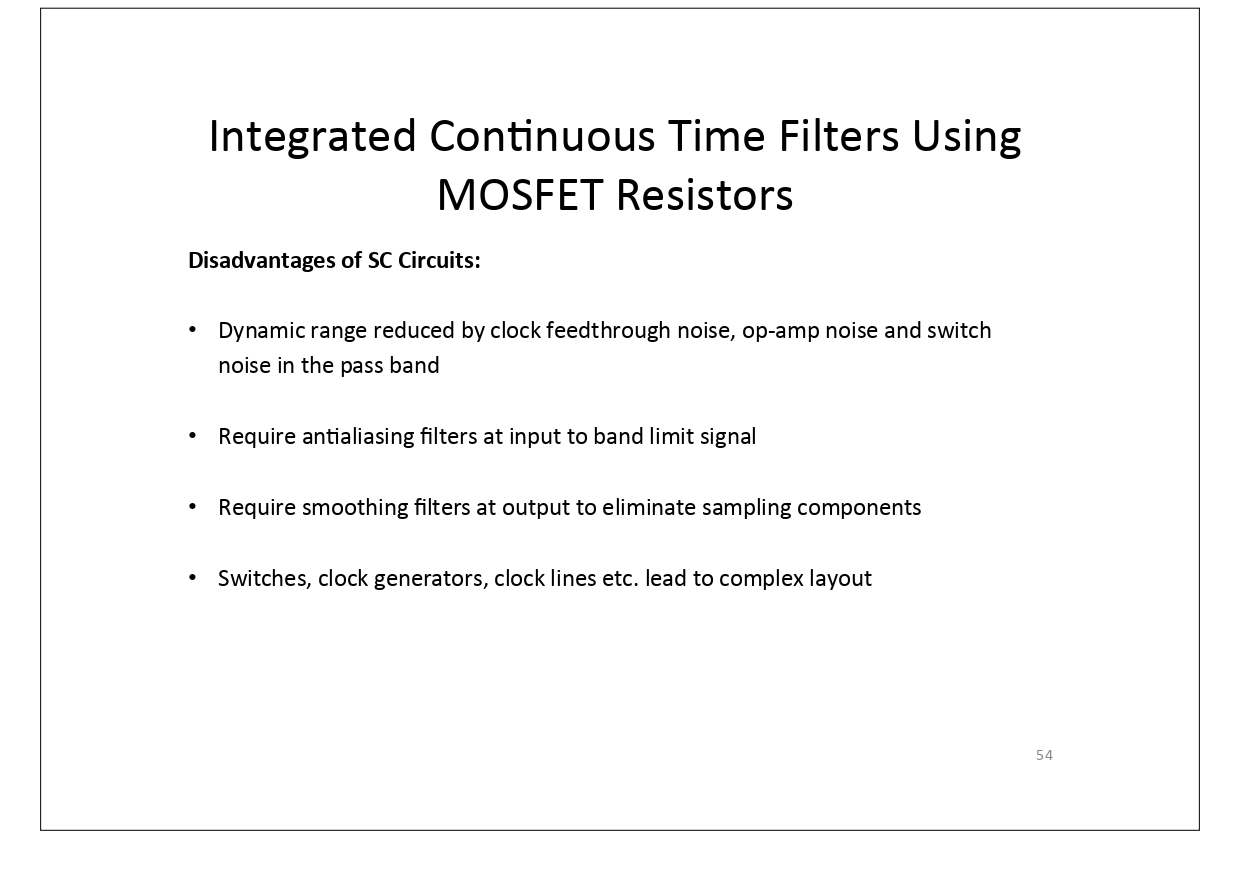 Integrated Continuous Time Filters Using
MOSFET Resistors
Disadvantages of SC Circuits:
• Dynamic range reduced by clock feedthrough noise, op-amp noise and switch
noise in the pass band
• Require antialiasing filters at input to band limit signal
• Require smoothing filters at output to eliminate sampling components
• Switches, clock generators, clock lines etc. lead to complex layout
54